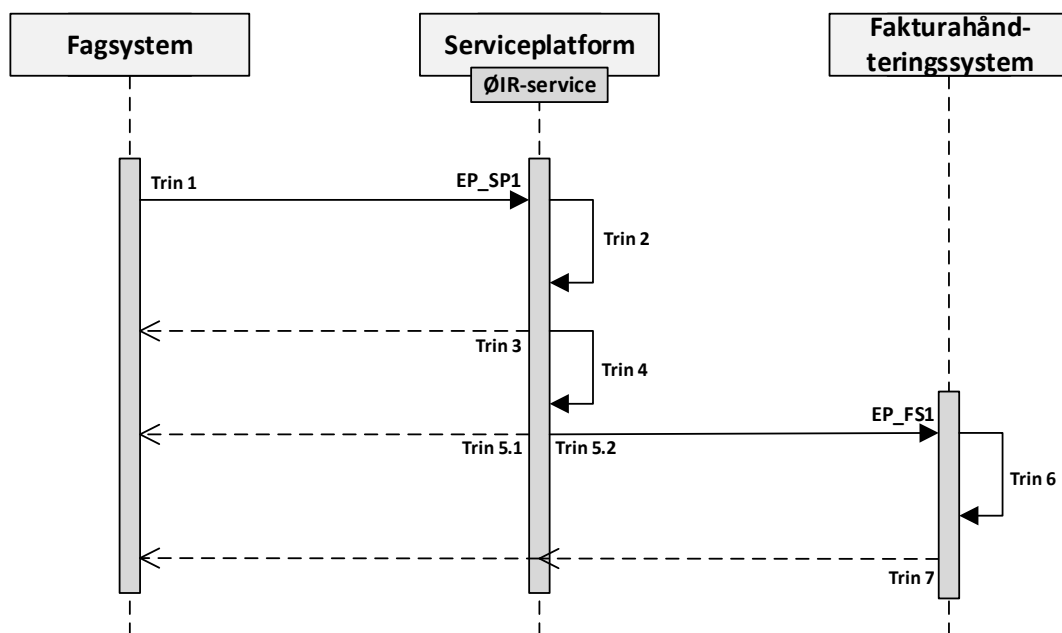 Fagsystem
Serviceplatform
Fakturahånd-
teringssystem
ØIR-service
Trin 1
EP_SP1
Trin 2
Trin 3
Trin 4
EP_FS1
Trin 5.1
Trin 5.2
Trin 6
Trin 7